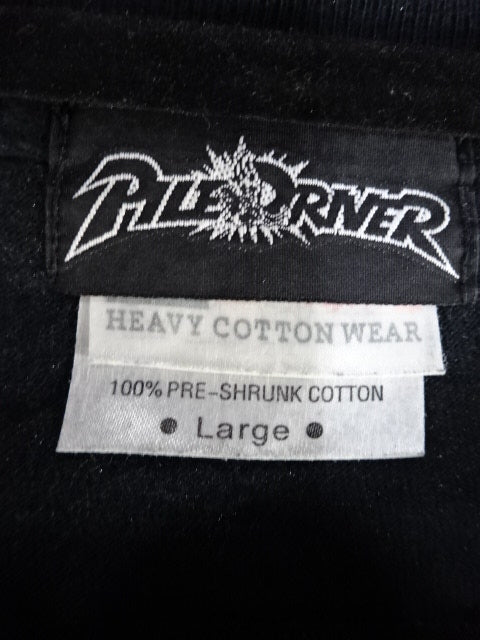 PILEDRIVER
HEAVY COTTON WEAR
100% PRE-SHRUNK COTTON
● Large ●